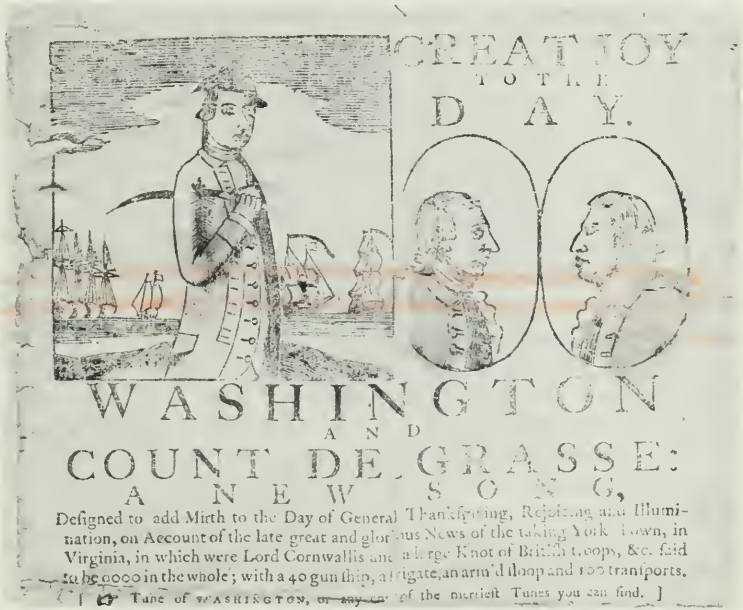 GREAT JOY
TO THE
DAY.
WASHINGTON
AND
COUNT DE GRASSE:
A NEW SONG,
Designed to add Mirth to the Day of General Thanksgiving, Rejoicing and Illumi-
nation, on Account of the late great and glorious News of the taking York Town, in
Virginia, in which were Lord Cornwallis and a large Knot of British troops, &c. said
to be 9000 in the whole; with a 40 gun ship, a frigate, an arm'd sloop and 100 transports.
[ ☞ Tune of WASHINGTON, or any one of the merriest Tunes you can find. ]